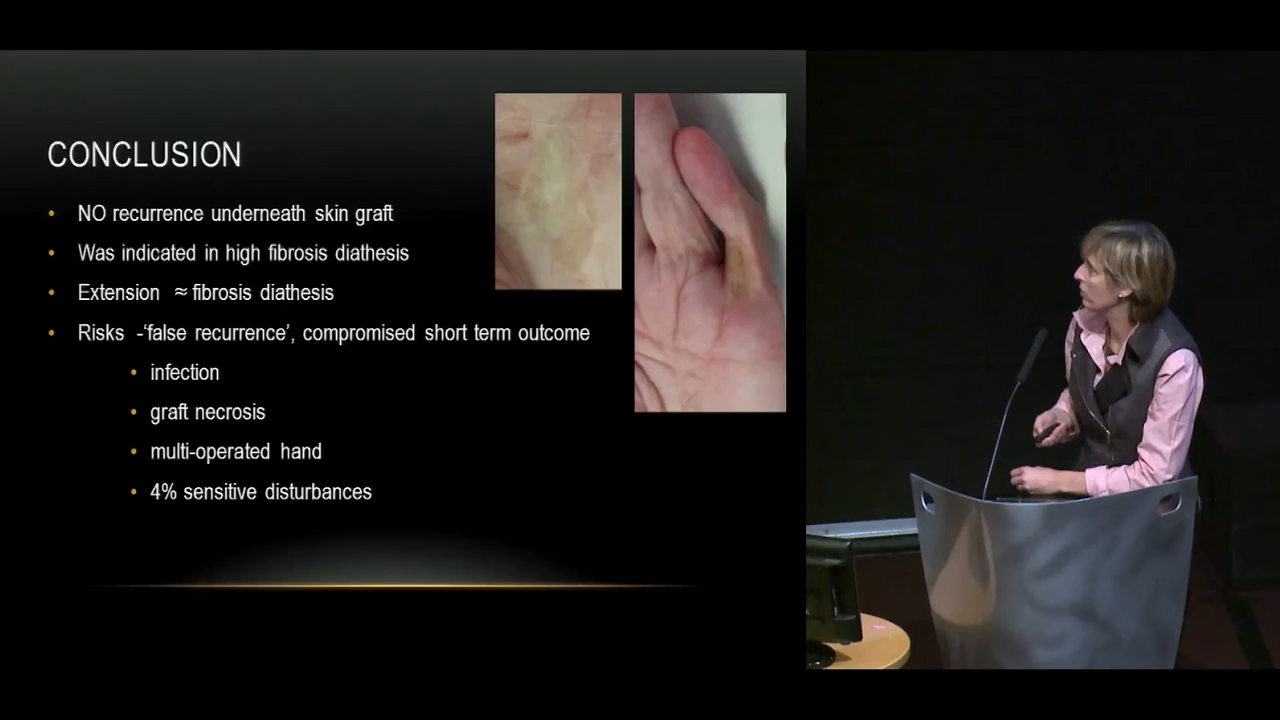 CONCLUSION
• NO recurrence underneath skin graft
• Was indicated in high fibrosis diathesis
• Extension ≈ fibrosis diathesis
• Risks -‘false recurrence’, compromised short term outcome
• infection
• graft necrosis
• multi-operated hand
• 4% sensitive disturbances